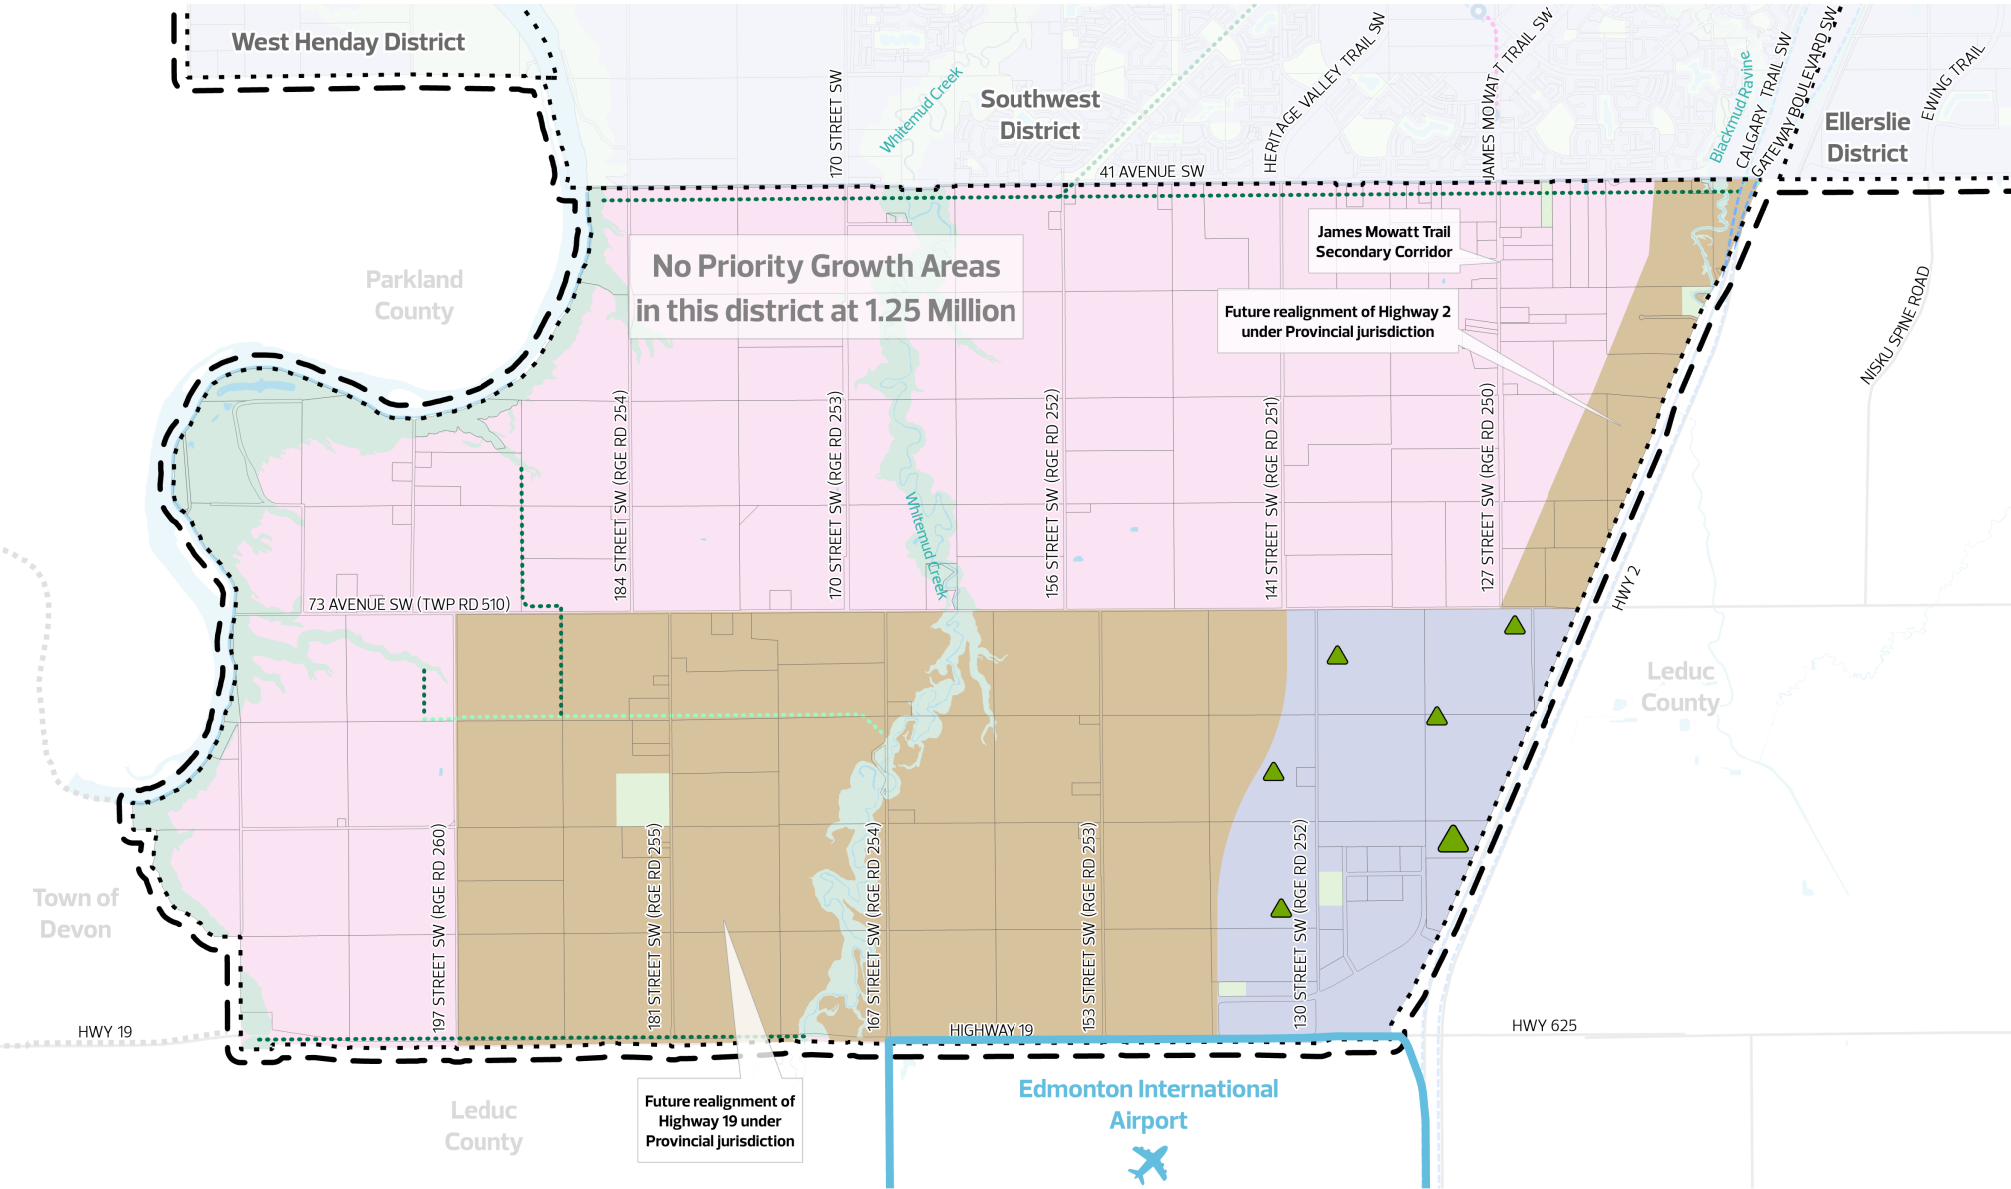 West Henday District
Southwest
District
Ellerslie
District
170 STREET SW
Whitemud Creek
HERITAGE VALLEY TRAIL SW
JAMES MOWAT T TRAIL SW
Blackmud Ravine
CALGARY TRAIL SW
GATEWAY BOULEVARD SW
EWING TRAIL
41 AVENUE SW
James Mowatt Trail
Secondary Corridor
No Priority Growth Areas
in this district at 1.25 Million
Parkland
County
Future realignment of Highway 2
under Provincial jurisdiction
NISKU SPINE ROAD
184 STREET SW (RGE RD 254)
170 STREET SW (RGE RD 253)
Whitemud Creek
156 STREET SW (RGE RD 252)
141 STREET SW (RGE RD 251)
127 STREET SW (RGE RD 250)
73 AVENUE SW (TWP RD 510)
HWY 2
Leduc
County
Town of
Devon
197 STREET SW (RGE RD 260)
181 STREET SW (RGE RD 255)
167 STREET SW (RGE RD 254)
153 STREET SW (RGE RD 253)
130 STREET SW (RGE RD 252)
HWY 19
HIGHWAY 19
HWY 625
Leduc
County
Future realignment of
Highway 19 under
Provincial jurisdiction
Edmonton International
Airport